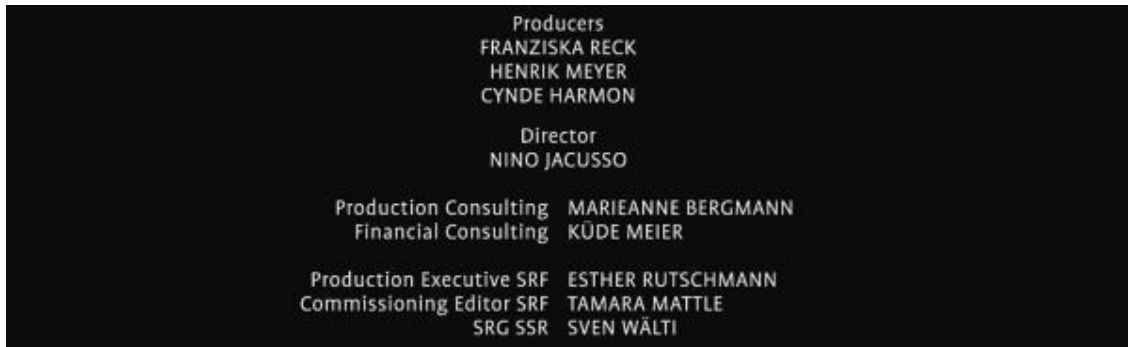 Producers
FRANZISKA RECK
HENRIK MEYER
CYNDE HARMON
Director
NINO JACUSSO
Production Consulting MARIEANNE BERGMANN
Financial Consulting KÜDE MEIER
Production Executive SRF ESTHER RUTSCHMANN
Commissioning Editor SRF TAMARA MATTLE
SRG SSR SVEN WÄLTI